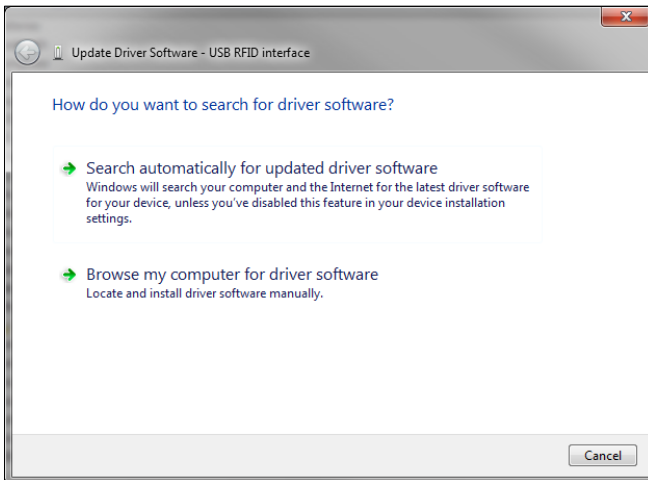 Update Driver Software - USB RFID interface
How do you want to search for driver software?
Search automatically for updated driver software
Windows will search your computer and the Internet for the latest driver software
for your device, unless you've disabled this feature in your device installation
settings.
Browse my computer for driver software
Locate and install driver software manually.
Cancel